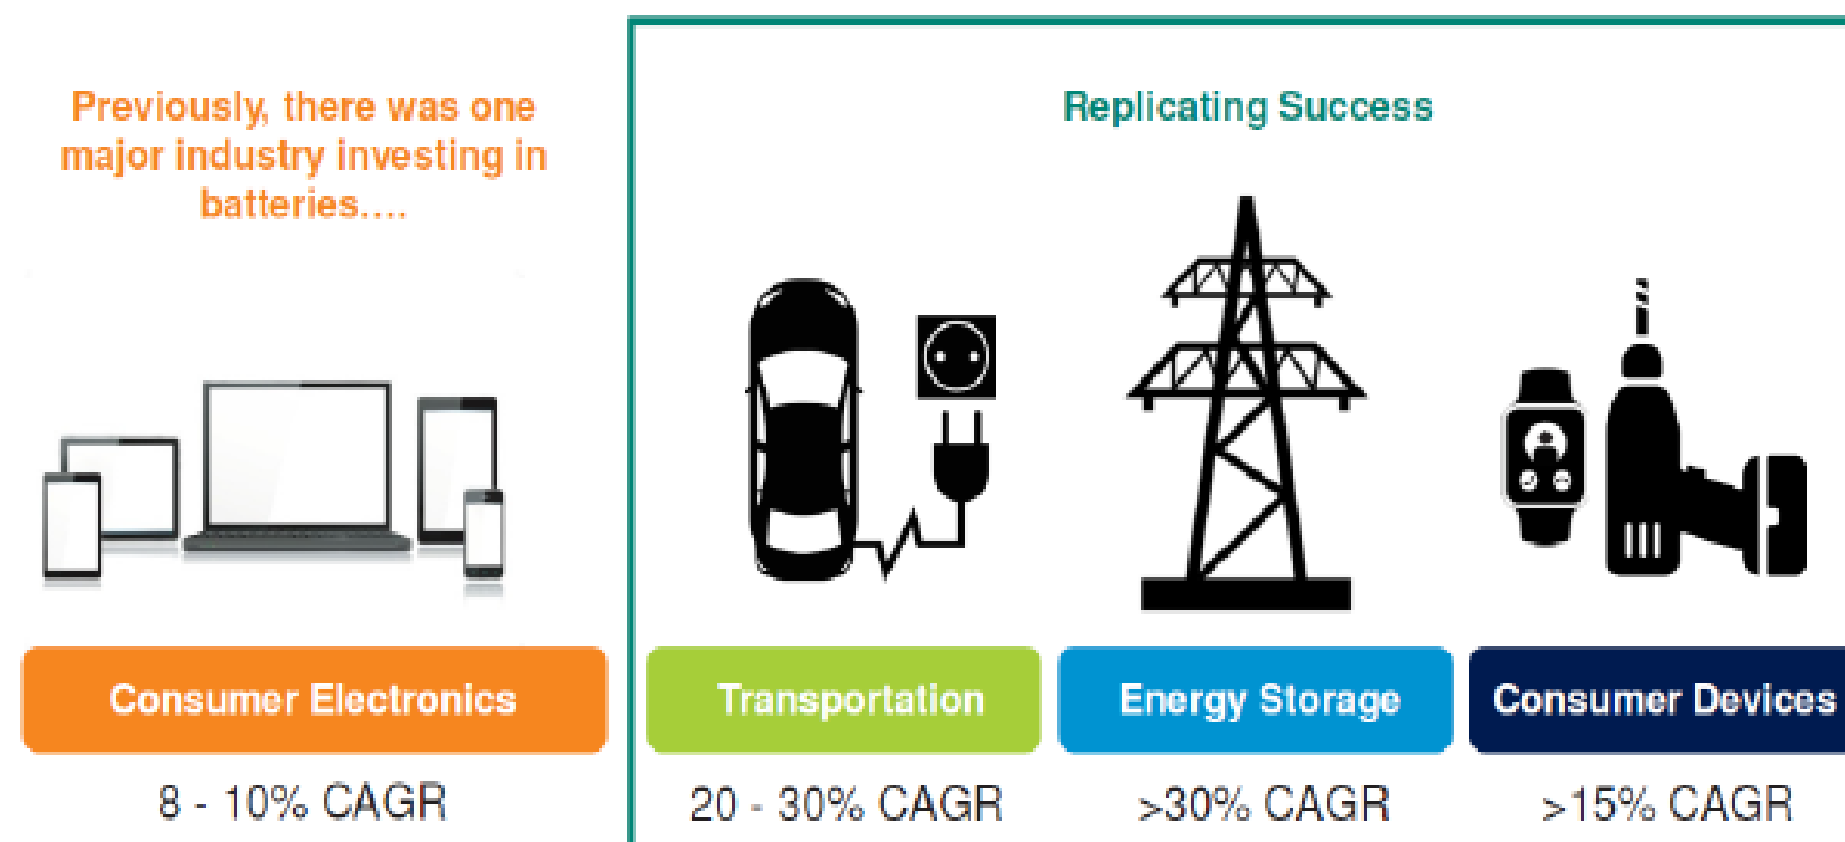 Previously, there was one
major industry investing in
batteries....
Consumer Electronics
8 - 10% CAGR
Replicating Success
Transportation
20 - 30% CAGR
Energy Storage
>30% CAGR
Consumer Devices
>15% CAGR